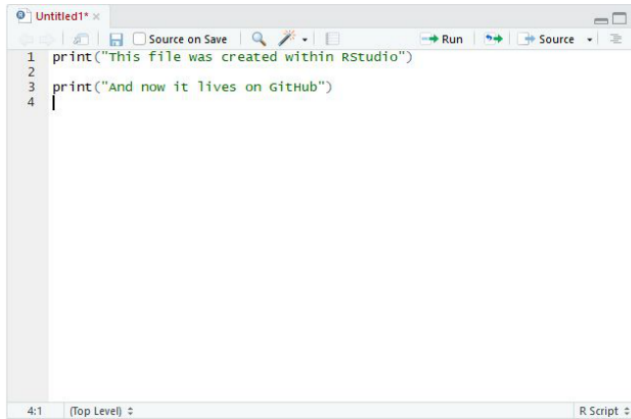 Untitled1*
Source on Save Run Source
1 print("This file was created within RStudio")
2
3 print("And now it lives on GitHub")
4
4:1 (Top Level) R Script